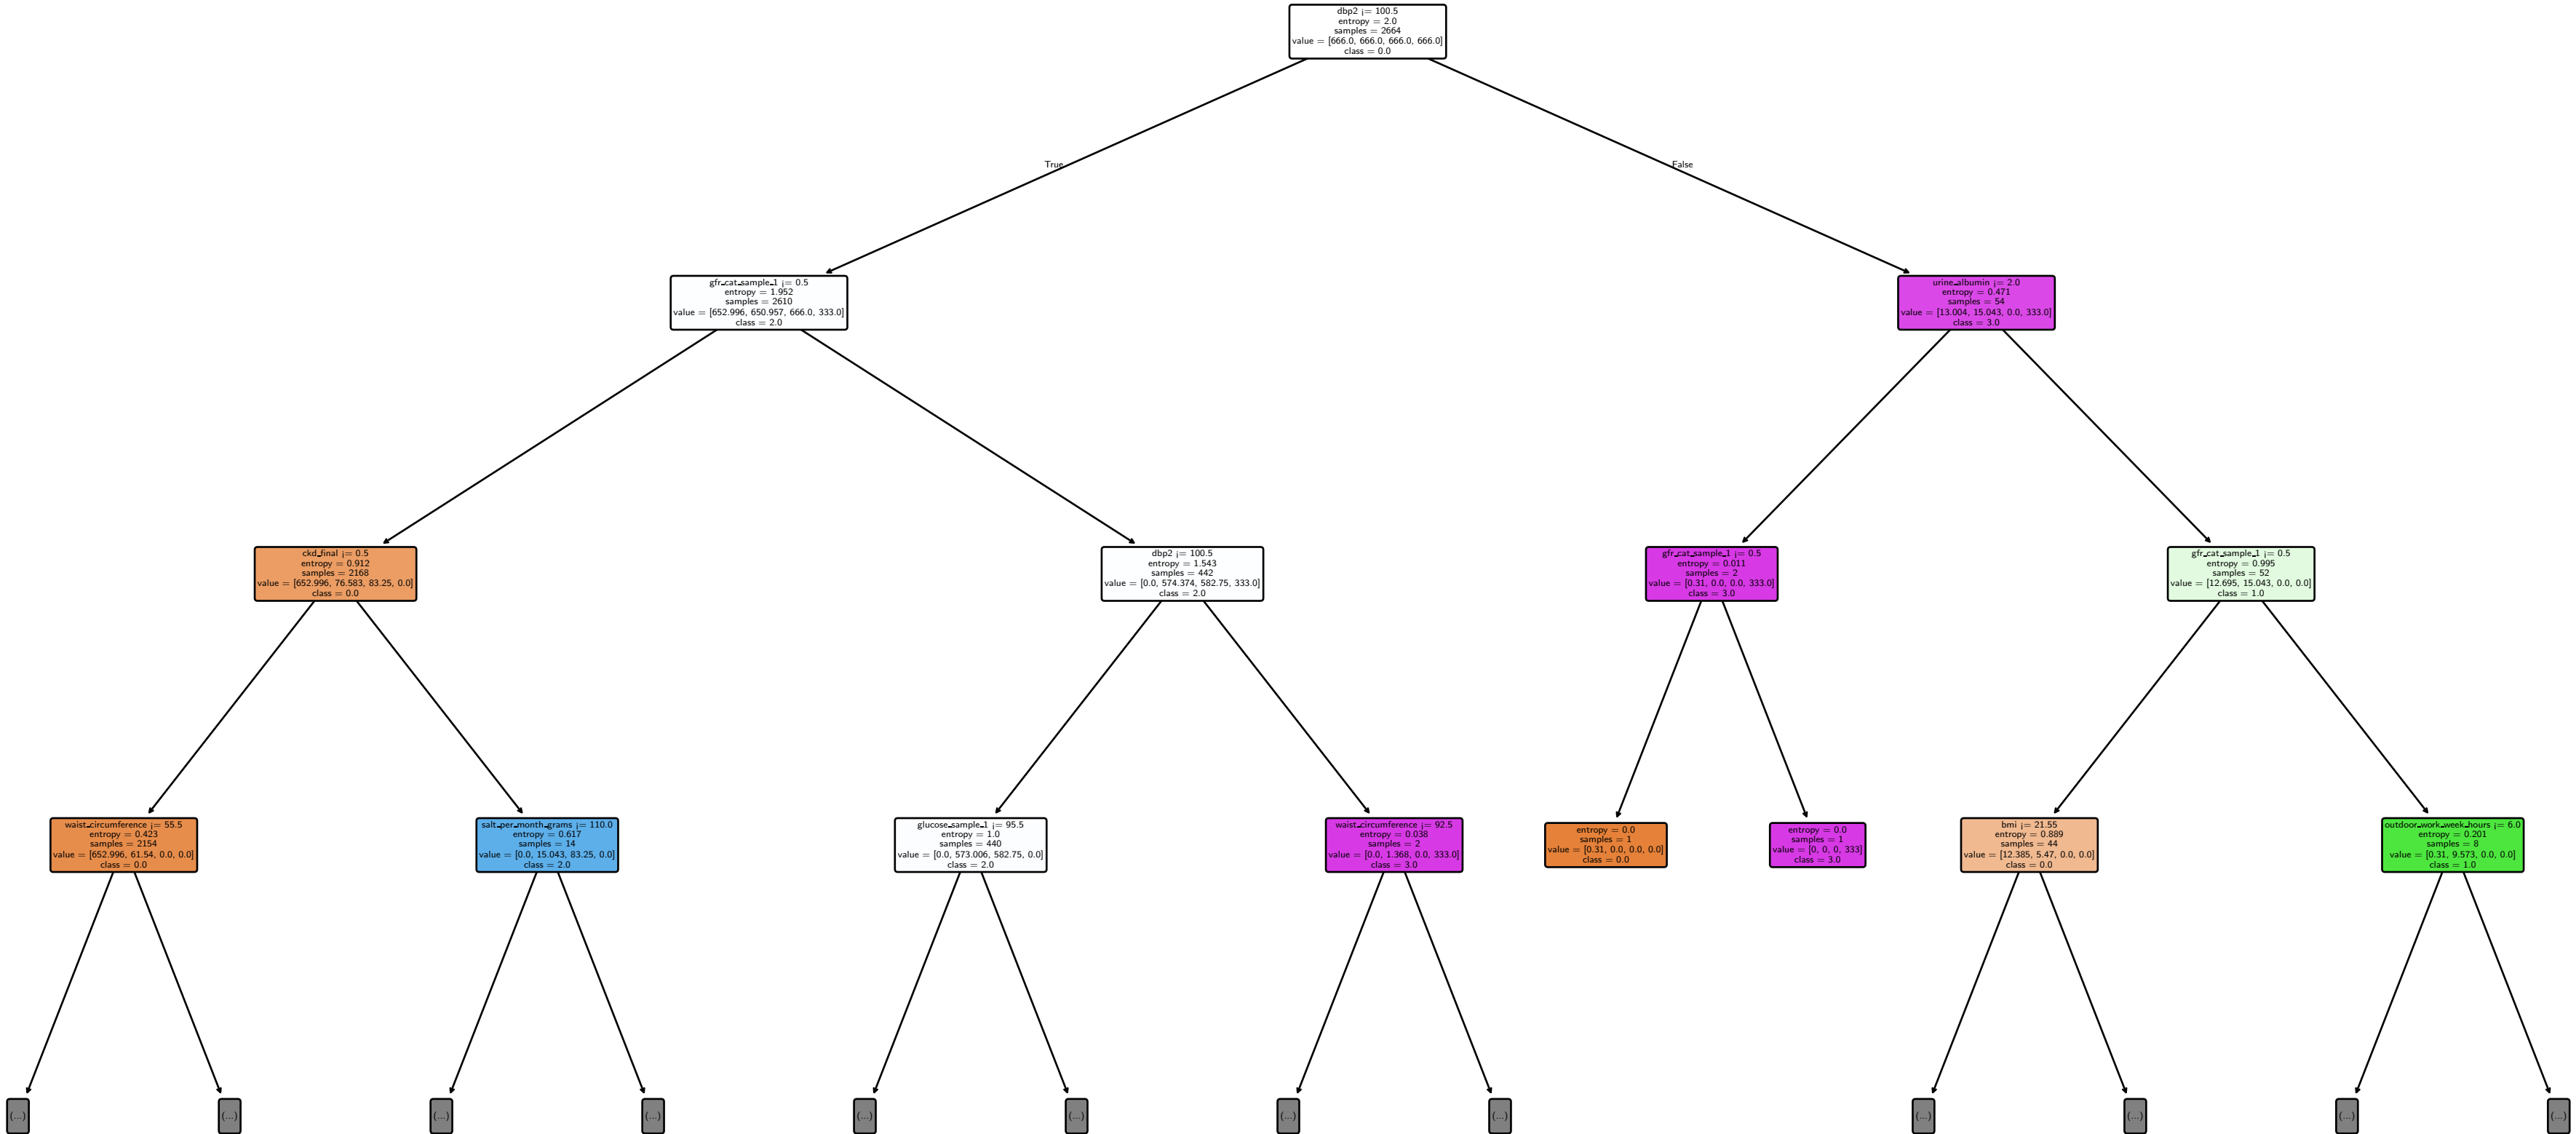 dbp2 ¡= 100.5
entropy = 2.0
samples = 2664
value = [666.0, 666.0, 666.0, 666.0]
class = 0.0
True
False
gfr_cat_sample_1 ¡= 0.5
entropy = 1.952
samples = 2610
value = [652.996, 650.957, 666.0, 333.0]
class = 2.0
urine_albumin ¡= 2.0
entropy = 0.471
samples = 54
value = [13.004, 15.043, 0.0, 333.0]
class = 3.0
ckd_final ¡= 0.5
entropy = 0.912
samples = 2168
value = [652.996, 76.583, 83.25, 0.0]
class = 0.0
dbp2 ¡= 100.5
entropy = 1.543
samples = 442
value = [0.0, 574.374, 582.75, 333.0]
class = 2.0
gfr_cat_sample_1 ¡= 0.5
entropy = 0.011
samples = 2
value = [0.31, 0.0, 0.0, 333.0]
class = 3.0
gfr_cat_sample_1 ¡= 0.5
entropy = 0.995
samples = 52
value = [12.695, 15.043, 0.0, 0.0]
class = 1.0
waist_circumference ¡= 55.5
entropy = 0.423
samples = 2154
value = [652.996, 61.54, 0.0, 0.0]
class = 0.0
salt_per_month_grams ¡= 110.0
entropy = 0.617
samples = 14
value = [0.0, 15.043, 83.25, 0.0]
class = 2.0
glucose_sample_1 ¡= 95.5
entropy = 1.0
samples = 440
value = [0.0, 573.006, 582.75, 0.0]
class = 2.0
waist_circumference ¡= 92.5
entropy = 0.038
samples = 2
value = [0.0, 1.368, 0.0, 333.0]
class = 3.0
entropy = 0.0
samples = 1
value = [0.31, 0.0, 0.0, 0.0]
class = 0.0
entropy = 0.0
samples = 1
value = [0, 0, 0, 333]
class = 3.0
bmi ¡= 21.55
entropy = 0.889
samples = 44
value = [12.385, 5.47, 0.0, 0.0]
class = 0.0
outdoor_work_week_hours ¡= 6.0
entropy = 0.201
samples = 8
value = [0.31, 9.573, 0.0, 0.0]
class = 1.0
(...)
(...)
(...)
(...)
(...)
(...)
(...)
(...)
(...)
(...)
(...)
(...)